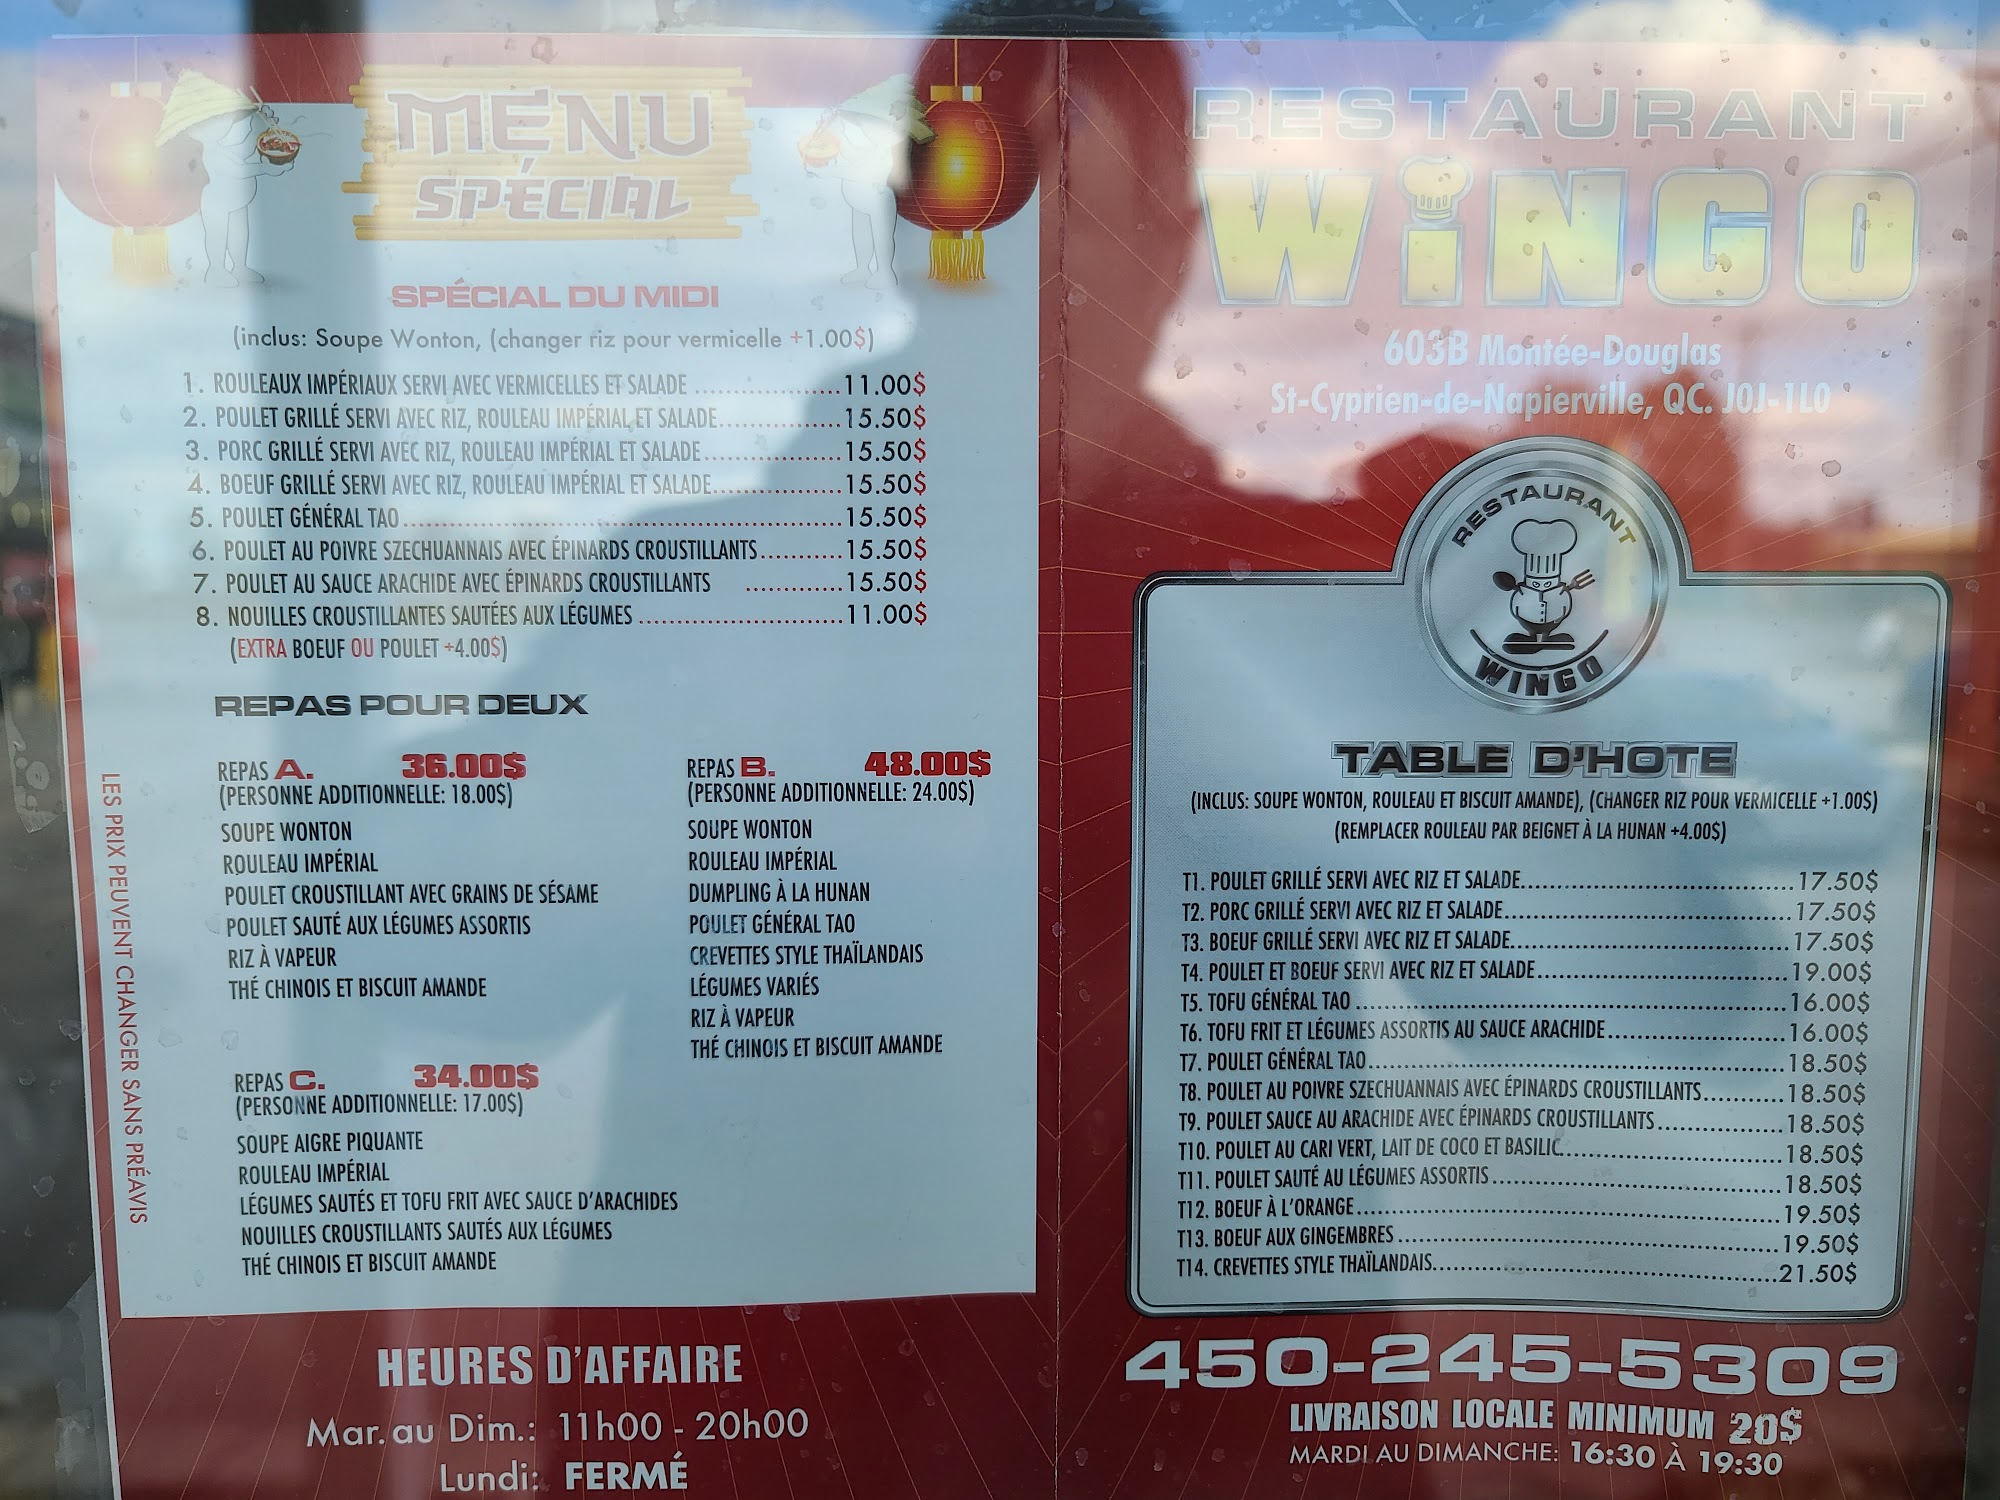 MENU
SPÉCIAL
SPÉCIAL DU MIDI
(inclus: Soupe Wonton, (changer riz pour vermicelle +1.00$)
1. ROULEAUX IMPÉRIAUX SERVI AVEC VERMICELLES ET SALADE ................11.00$
2. POULET GRILLÉ SERVI AVEC RIZ, ROULEAU IMPÉRIAL ET SALADE.............15.50$
3. PORC GRILLÉ SERVI AVEC RIZ, ROULEAU IMPÉRIAL ET SALADE...............15.50$
4. BOEUF GRILLÉ SERVI AVEC RIZ, ROULEAU IMPÉRIAL ET SALADE..............15.50$
5. POULET GÉNÉRAL TAO................................................15.50$
6. POULET AU POIVRE SZECHUANNAIS AVEC ÉPINARDS CROUSTILLANTS.........15.50$
7. POULET AU SAUCE ARACHIDE AVEC ÉPINARDS CROUSTILLANTS ............15.50$
8. NOUILLES CROUSTILLANTES SAUTÉES AUX LÉGUMES .....................11.00$
(EXTRA BOEUF OU POULET +4.00$)
REPAS POUR DEUX
REPAS A. 36.00$
(PERSONNE ADDITIONNELLE: 18.00$)
SOUPE WONTON
ROULEAU IMPÉRIAL
POULET CROUSTILLANT AVEC GRAINS DE SÉSAME
POULET SAUTÉ AUX LÉGUMES ASSORTIS
RIZ À VAPEUR
THÉ CHINOIS ET BISCUIT AMANDE
REPAS B. 48.00$
(PERSONNE ADDITIONNELLE: 24.00$)
SOUPE WONTON
ROULEAU IMPÉRIAL
DUMPLING À LA HUNAN
POULET GÉNÉRAL TAO
CREVETTES STYLE THAÏLANDAIS
LÉGUMES VARIÉS
RIZ À VAPEUR
THÉ CHINOIS ET BISCUIT AMANDE
REPAS C. 34.00$
(PERSONNE ADDITIONNELLE: 17.00$)
SOUPE AIGRE PIQUANTE
ROULEAU IMPÉRIAL
LÉGUMES SAUTÉS ET TOFU FRIT AVEC SAUCE D'ARACHIDES
NOUILLES CROUSTILLANTS SAUTÉS AUX LÉGUMES
THÉ CHINOIS ET BISCUIT AMANDE
LES PRIX PEUVENT CHANGER SANS PRÉAVIS
HEURES D'AFFAIRE
Mar. au Dim.: 11h00 - 20h00
Lundi: FERMÉ
RESTAURANT
WiNGO
603B Montée-Douglas
St-Cyprien-de-Napierville, QC. J0J-1L0
RESTAURANT
WINGO
TABLE D'HOTE
(INCLUS: SOUPE WONTON, ROULEAU ET BISCUIT AMANDE), (CHANGER RIZ POUR VERMICELLE +1.00$)
(REMPLACER ROULEAU PAR BEIGNET À LA HUNAN +4.00$)
T1. POULET GRILLÉ SERVI AVEC RIZ ET SALADE..............................17.50$
T2. PORC GRILLÉ SERVI AVEC RIZ ET SALADE................................17.50$
T3. BOEUF GRILLÉ SERVI AVEC RIZ ET SALADE...............................17.50$
T4. POULET ET BOEUF SERVI AVEC RIZ ET SALADE............................19.00$
T5. TOFU GÉNÉRAL TAO................................................16.00$
T6. TOFU FRIT ET LÉGUMES ASSORTIS AU SAUCE ARACHIDE.....................16.00$
T7. POULET GÉNÉRAL TAO..............................................18.50$
T8. POULET AU POIVRE SZECHUANNAIS AVEC ÉPINARDS CROUSTILLANTS..........18.50$
T9. POULET SAUCE AU ARACHIDE AVEC ÉPINARDS CROUSTILLANTS..............18.50$
T10. POULET AU CARI VERT, LAIT DE COCO ET BASILIC.......................18.50$
T11. POULET SAUTÉ AU LÉGUMES ASSORTIS.................................18.50$
T12. BOEUF À L'ORANGE................................................19.50$
T13. BOEUF AUX GINGEMBRES............................................19.50$
T14. CREVETTES STYLE THAÏLANDAIS......................................21.50$
450-245-5309
LIVRAISON LOCALE MINIMUM 20$
MARDI AU DIMANCHE: 16:30 À 19:30